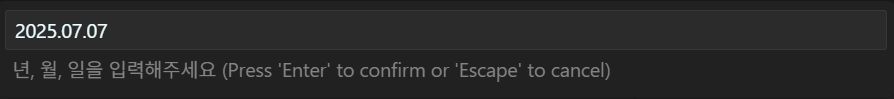 2025.07.07
년, 월, 일을 입력해주세요 (Press 'Enter' to confirm or 'Escape' to cancel)